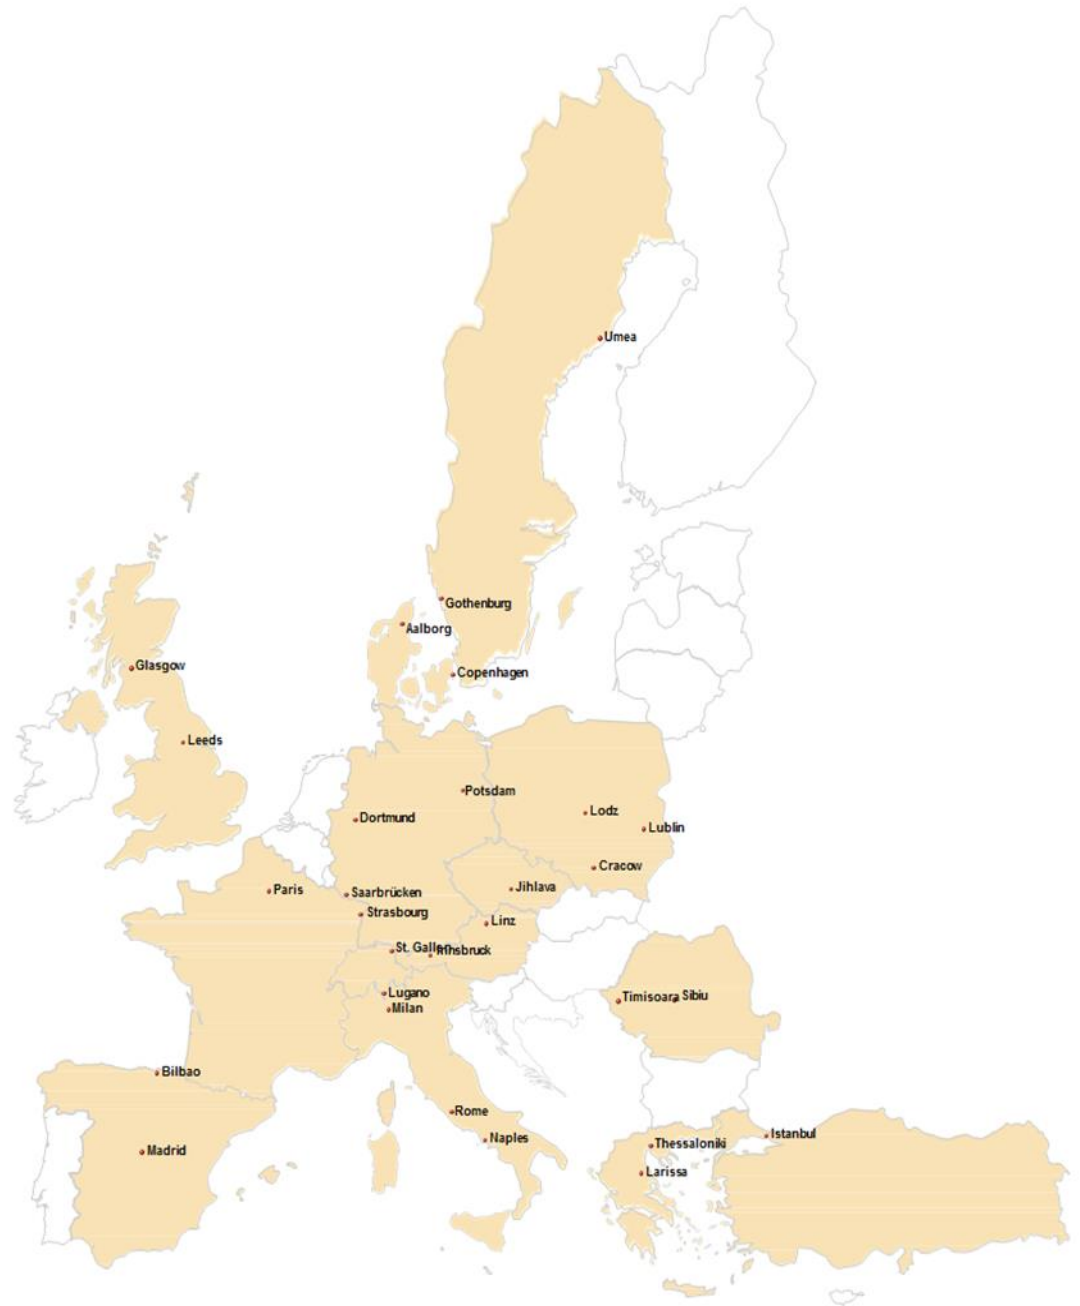 Umea
Gothenburg
Aalborg
Glasgow
Copenhagen
Leeds
Potsdam
Lodz
Dortmund
Lublin
Cracow
Jihlava
Paris
Saarbrücken
Strasbourg
Linz
St. Gallen
Innsbruck
Lugano
Timisoara
Sibiu
Milan
Bilbao
Rome
Istanbul
Naples
Thessaloniki
Madrid
Larissa